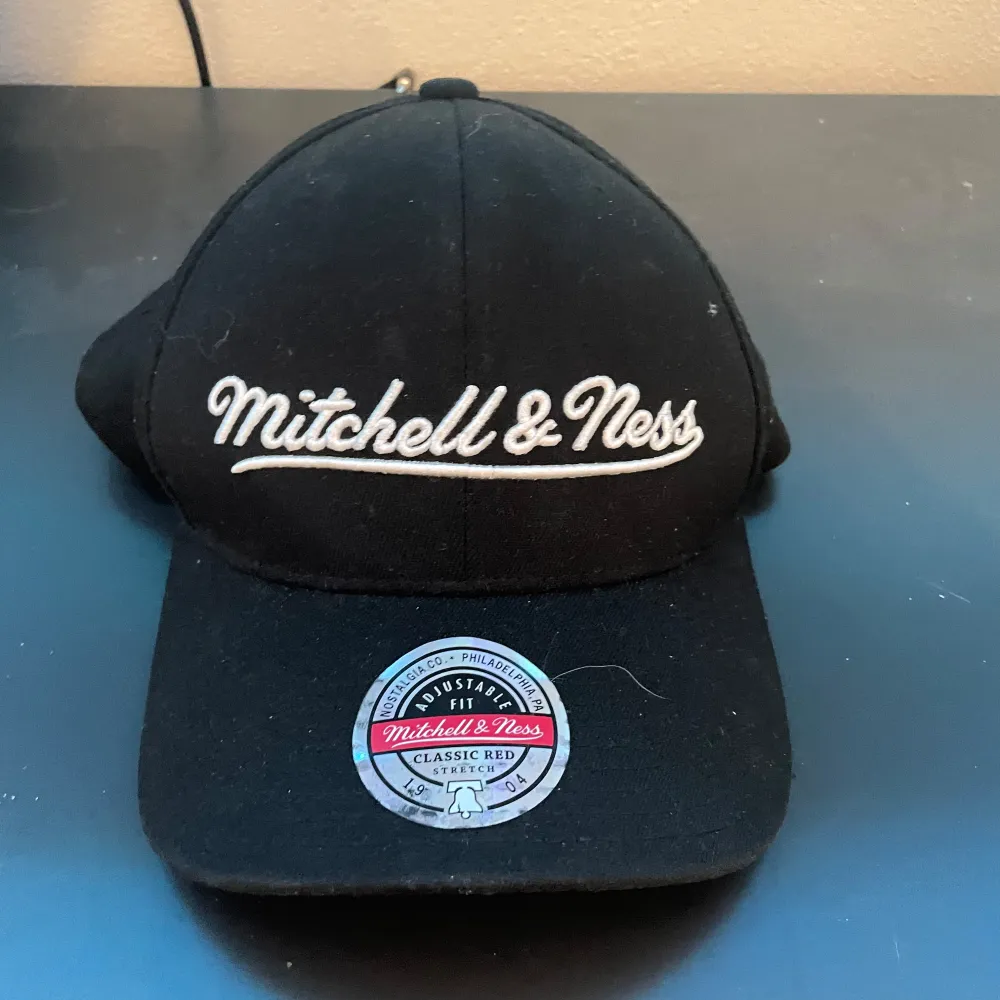 Mitchell & Ness
NOSTALGIA CO. • PHILADELPHIA, PA
ADJUSTABLE
FIT
Mitchell & Ness
CLASSIC RED
STRETCH
19 04